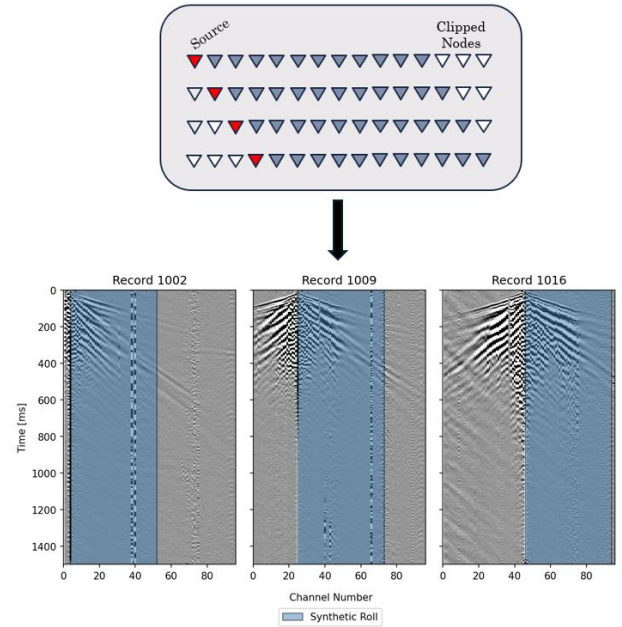 Source
Clipped
Nodes
Record 1002
Record 1009
Record 1016
Time [ms]
0
200
400
600
800
1000
1200
1400
0 20 40 60 80
0 20 40 60 80
0 20 40 60 80
Channel Number
Synthetic Roll